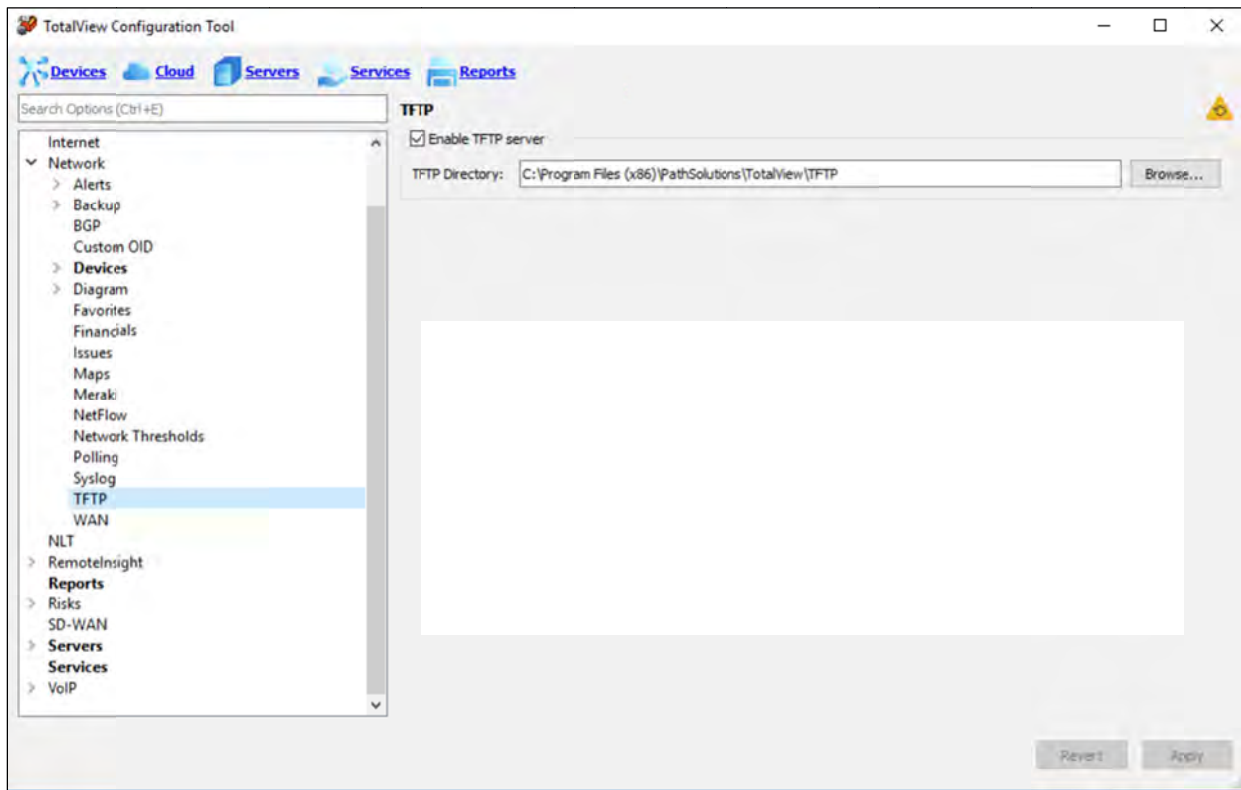 TotalView Configuration Tool
Devices Cloud Servers Services Reports
Search Options (Ctrl+E)
Internet
Network
Alerts
Backup
BGP
Custom OID
Devices
Diagram
Favorites
Financials
Issues
Maps
Meraki
NetFlow
Network Thresholds
Polling
Syslog
TFTP
WAN
NLT
RemoteInsight
Reports
Risks
SD-WAN
Servers
Services
VoIP
TFTP
Enable TFTP server
TFTP Directory: C:\Program Files (x86)\PathSolutions\TotalView\TFTP Browse...
Revert Apply